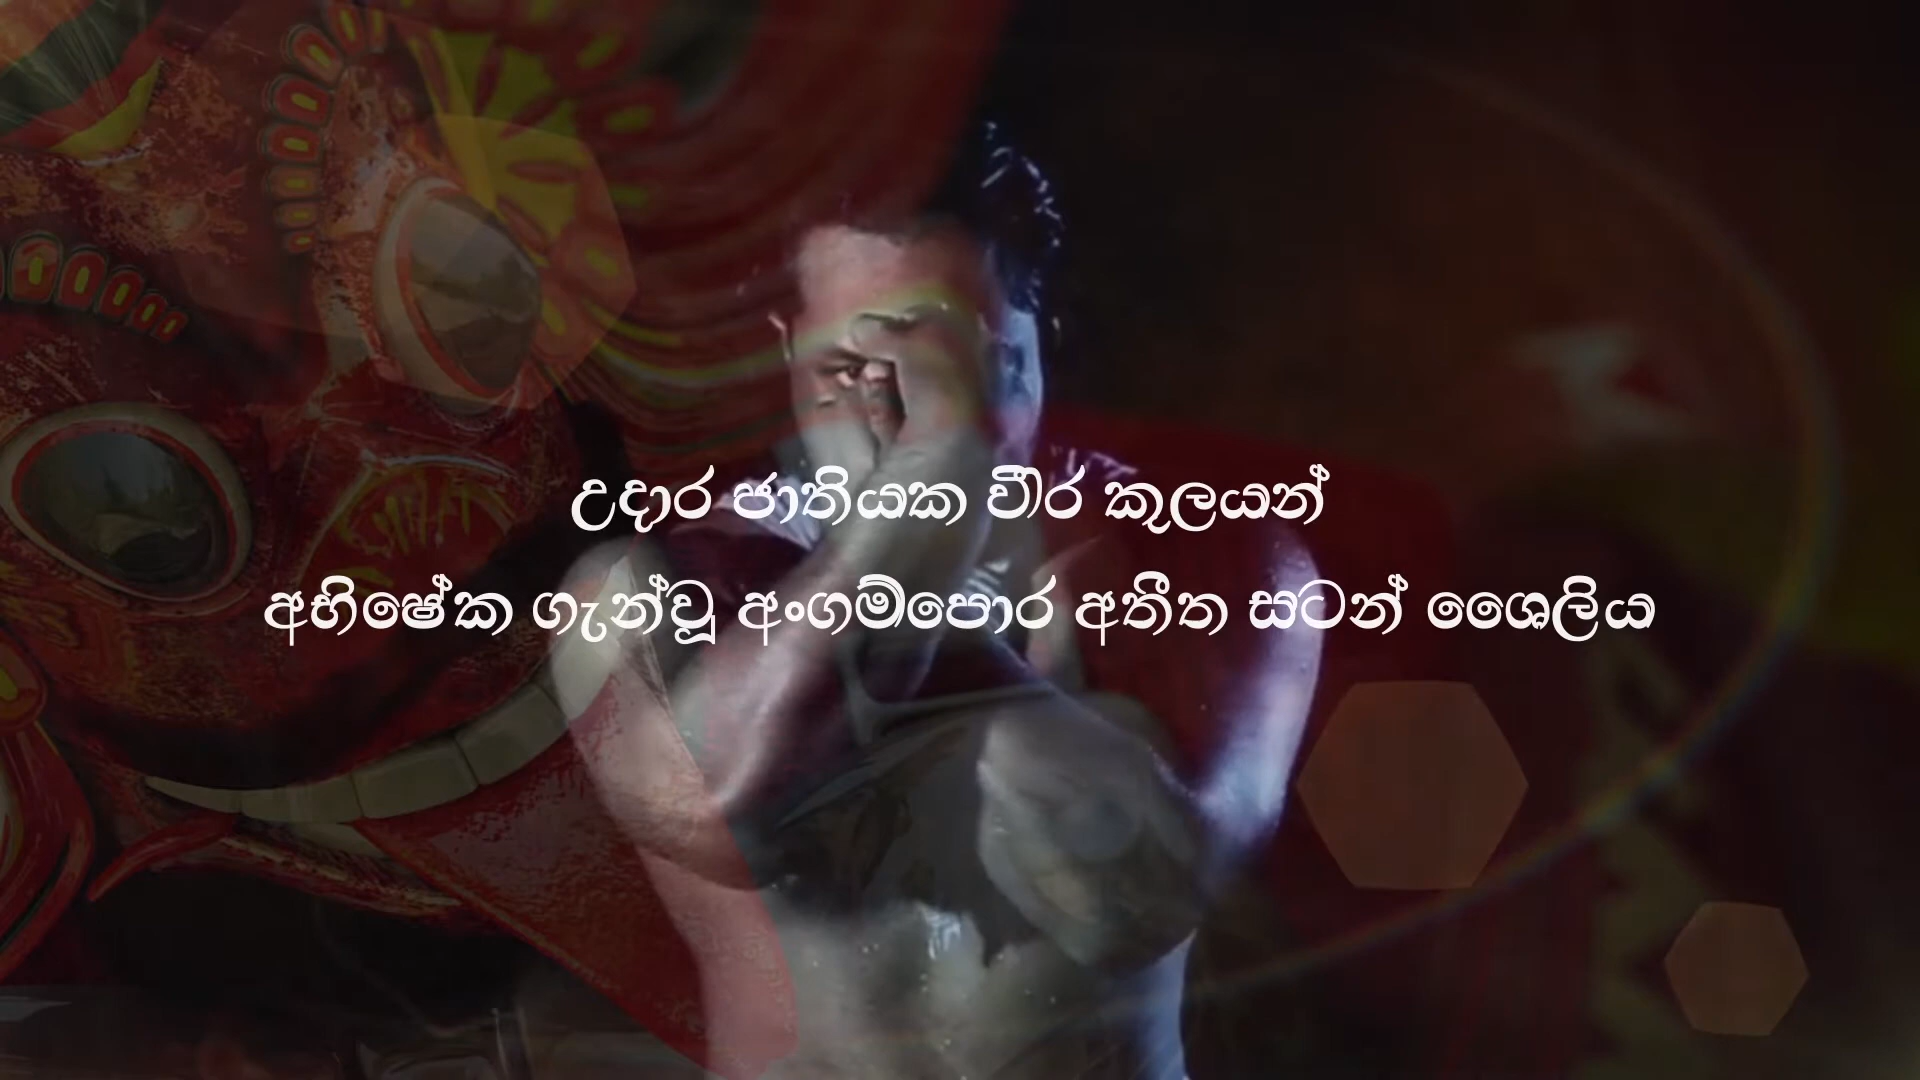 උදාර ජාතියක වීර කුලයන්
අභිෂේක ගැන්වූ අංගම්පොර අතීත සටන් ශෛලිය